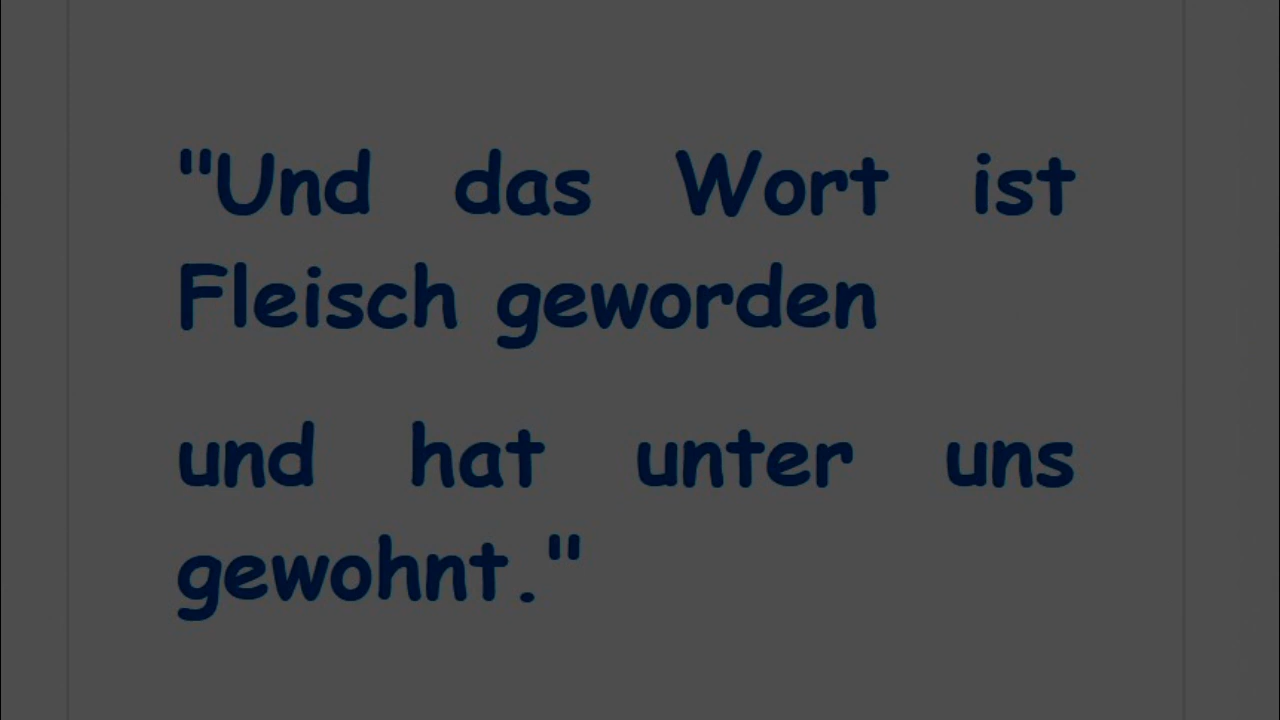 "Und das Wort ist
Fleisch geworden
und hat unter uns
gewohnt."